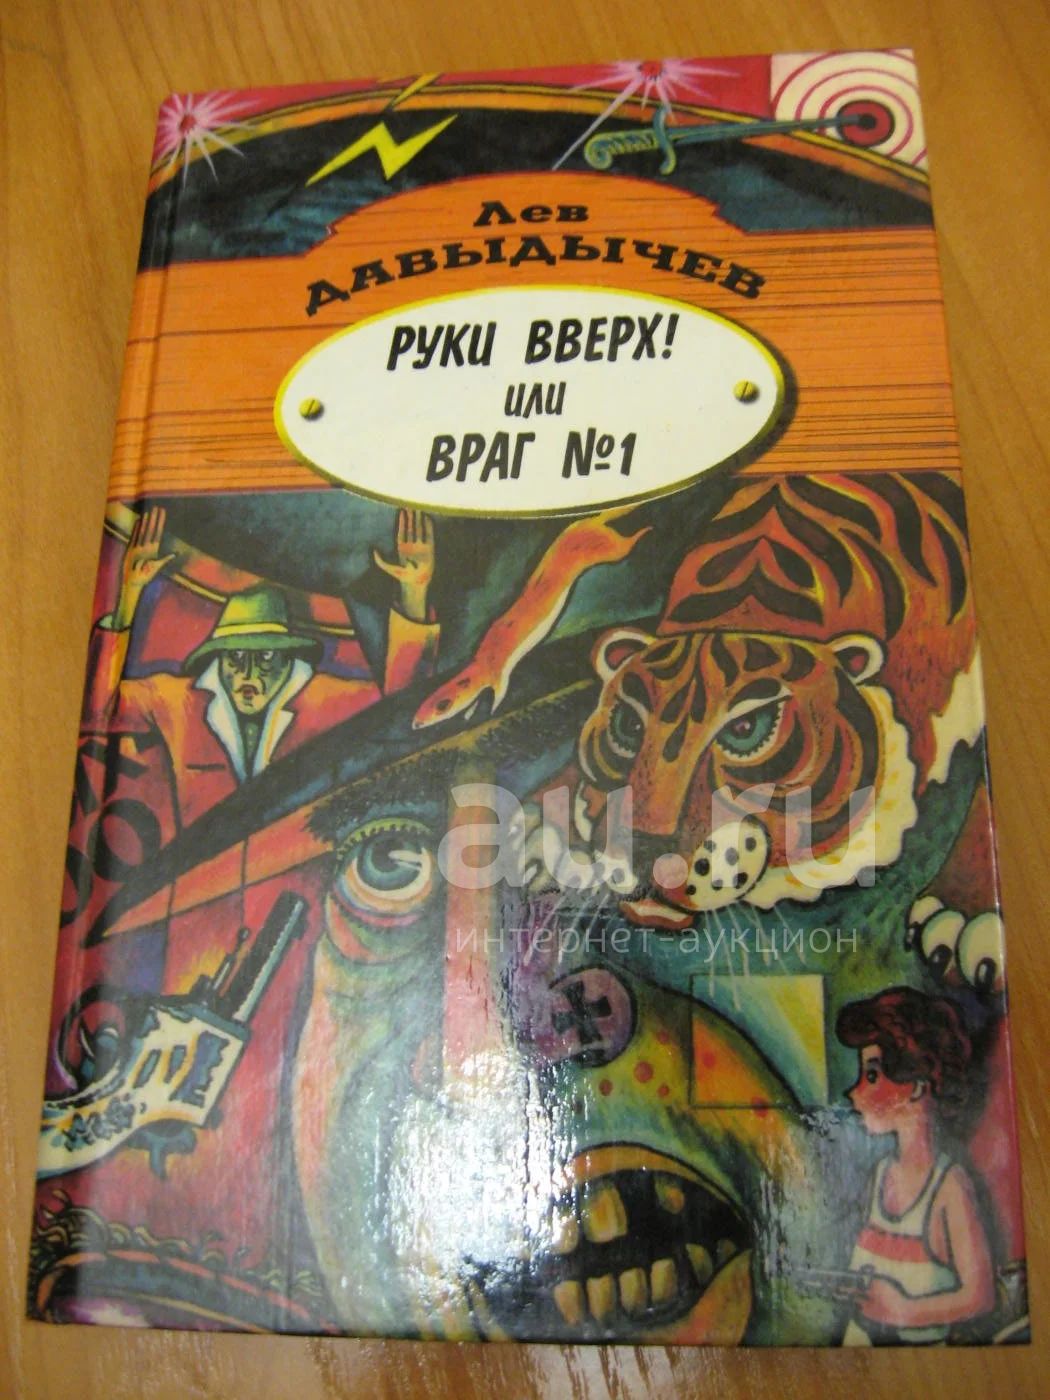 Лев
ДАВЫДЫЧЕВ
РУКИ ВВЕРХ!
или
ВРАГ №1
au.ru
интернет-аукцион